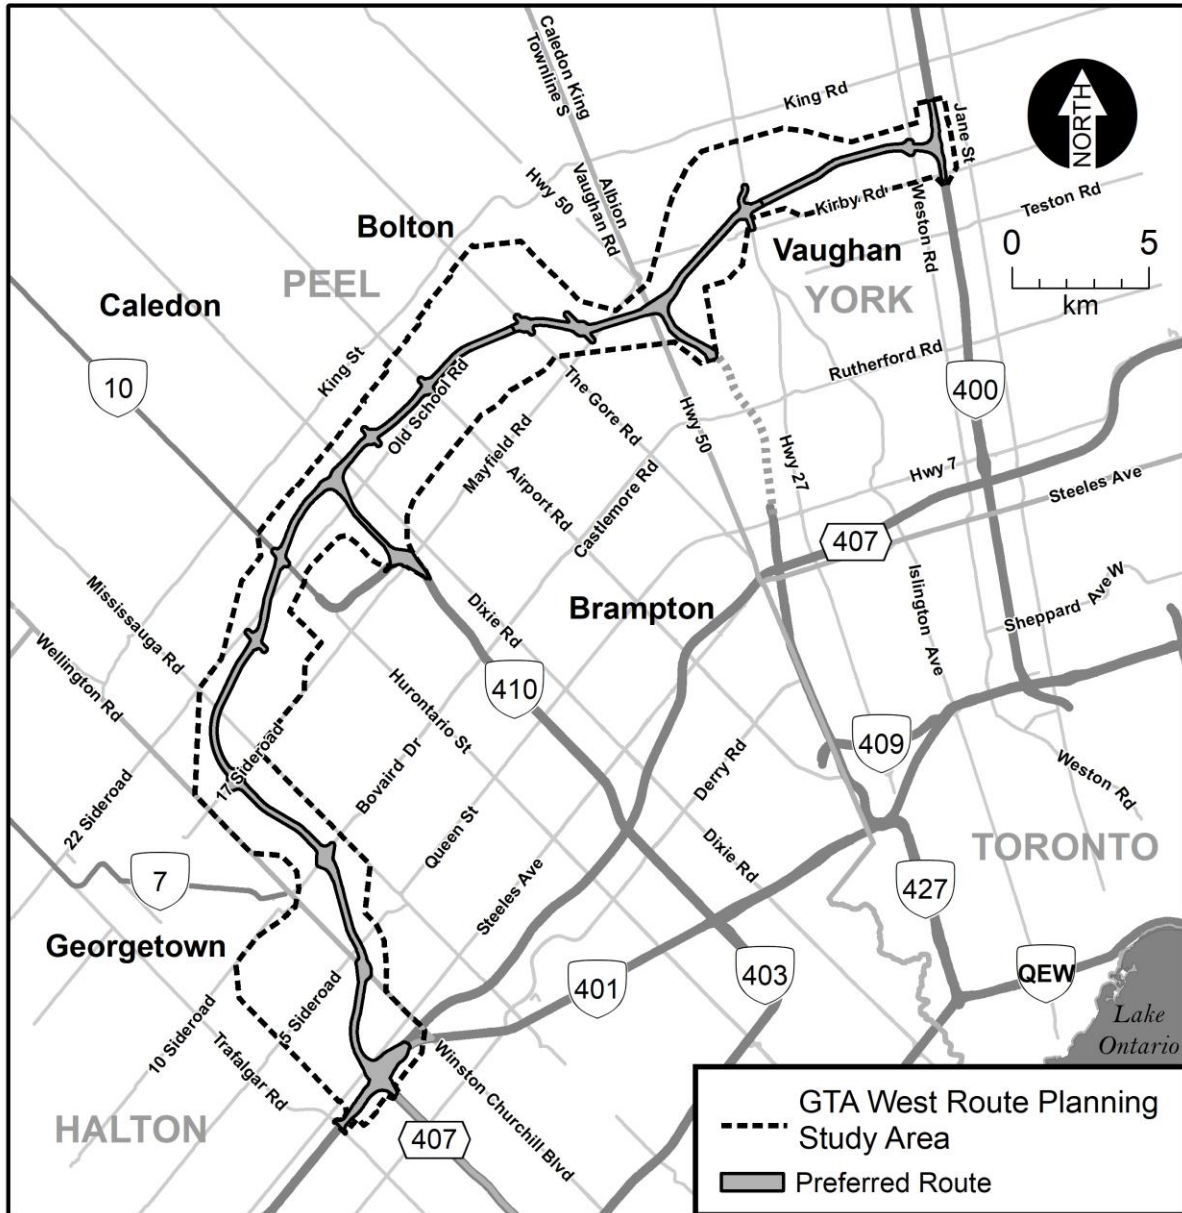 Caledon King
Townline S
King Rd
Jane St
NORTH
Hwy 50
Albion
Vaughan Rd
Kirby Rd
Weston Rd
Teston Rd
Bolton
Vaughan
0 5
km
PEEL
YORK
Caledon
King St
Old School Rd
Rutherford Rd
10
The Gore Rd
400
Mayfield Rd
Hwy 50
Hwy 27
Airport Rd
Castlemore Rd
Hwy 7
Steeles Ave
407
Mississauga Rd
Dixie Rd
Brampton
Islington Ave
Sheppard Ave W
Wellington Rd
Hurontario St
410
409
17 Sideroad
Bovaird Dr
Derry Rd
Weston Rd
22 Sideroad
Queen St
Dixie Rd
TORONTO
7
Steeles Ave
427
Georgetown
5 Sideroad
401
403
QEW
10 Sideroad
Lake
Ontario
Trafalgar Rd
Winston Churchill Blvd
HALTON
407
GTA West Route Planning
Study Area
Preferred Route